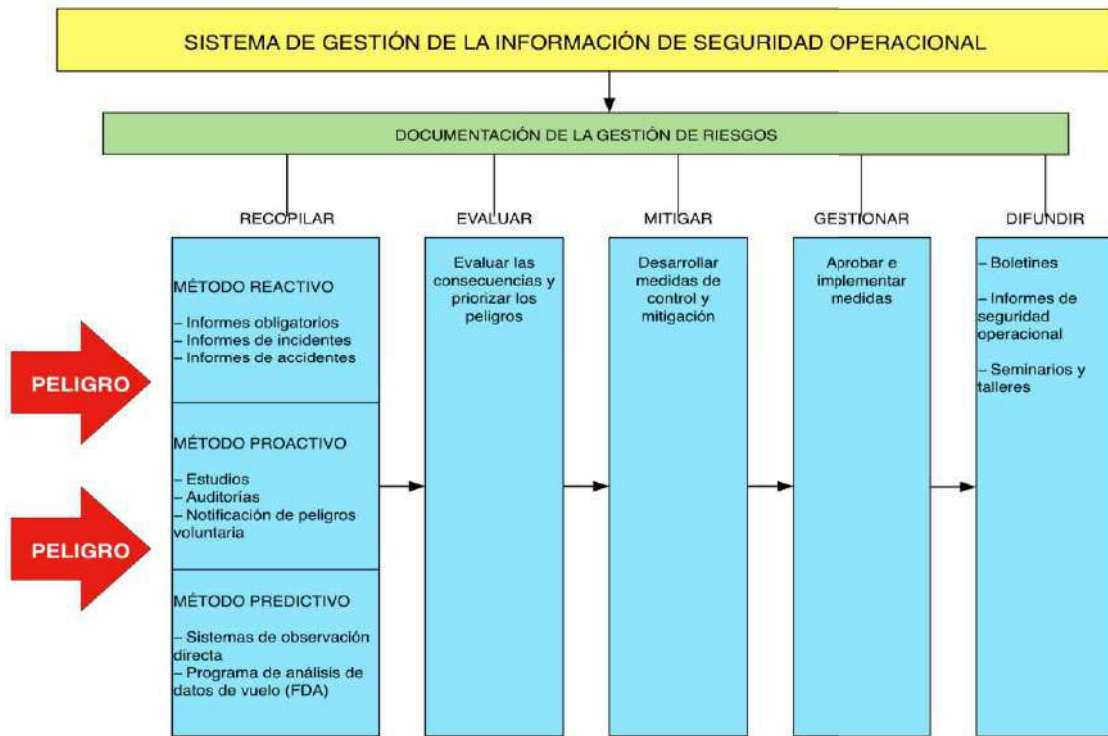 SISTEMA DE GESTIÓN DE LA INFORMACIÓN DE SEGURIDAD OPERACIONAL
DOCUMENTACIÓN DE LA GESTIÓN DE RIESGOS
RECOPILAR
MÉTODO REACTIVO
– Informes obligatorios
– Informes de incidentes
– Informes de accidentes
MÉTODO PROACTIVO
– Estudios
– Auditorías
– Notificación de peligros
voluntaria
MÉTODO PREDICTIVO
– Sistemas de observación
directa
– Programa de análisis de
datos de vuelo (FDA)
EVALUAR
Evaluar las
consecuencias y
priorizar los
peligros
MITIGAR
Desarrollar
medidas de
control y
mitigación
GESTIONAR
Aprobar e
implementar
medidas
DIFUNDIR
– Boletines
– Informes de
seguridad
operacional
– Seminarios y
talleres
PELIGRO
PELIGRO